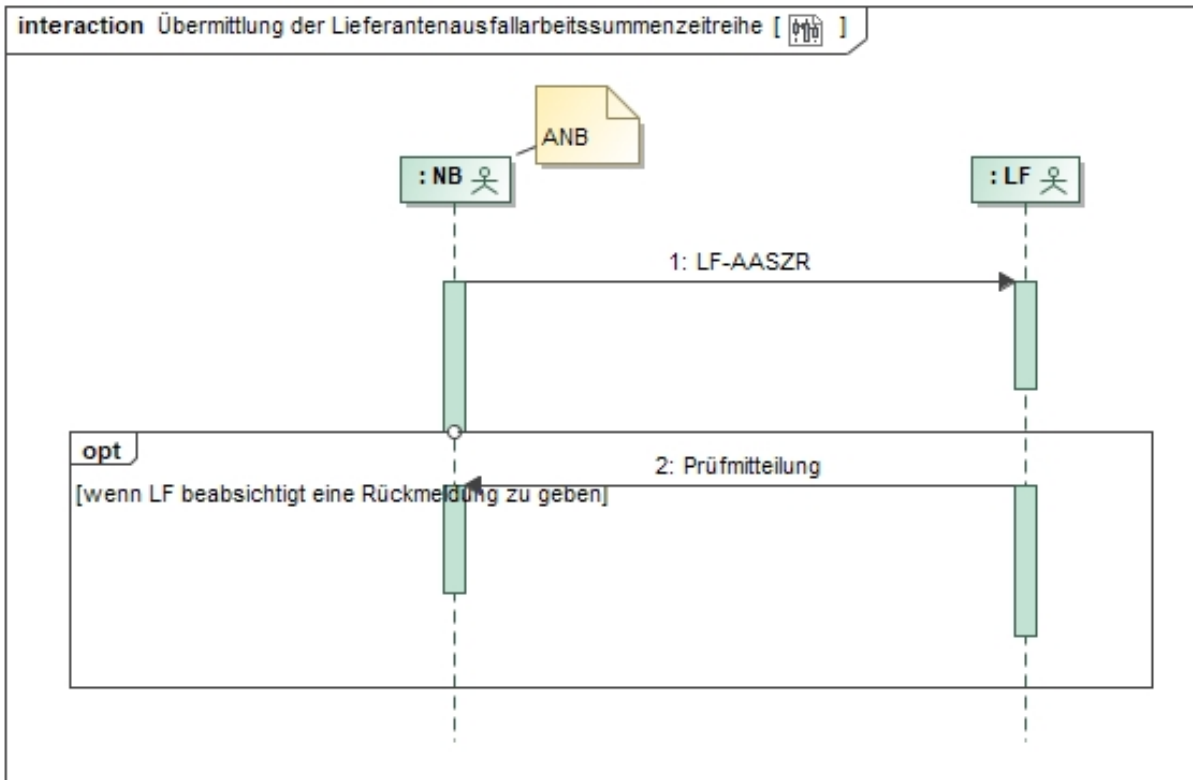 interaction Übermittlung der Lieferantenausfallarbeitssummenzeitreihe [ ]
ANB
:NB
:LF
1: LF-AASZR
opt
2: Prüfmitteilung
[wenn LF beabsichtigt eine Rückmeldung zu geben]